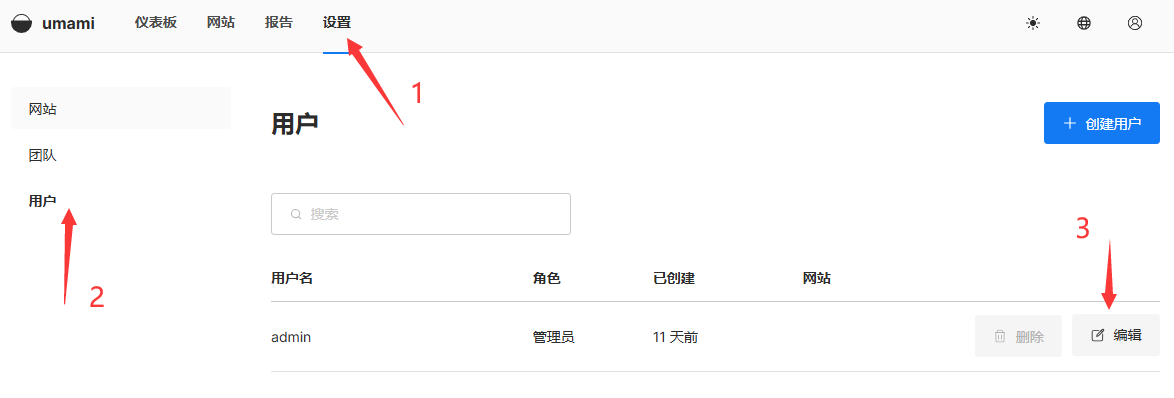 umami 仪表板 网站 报告 设置
1
网站
用户
创建用户
团队
用户
搜索
2
3
用户名 角色 已创建 网站
admin 管理员 11 天前 删除 编辑